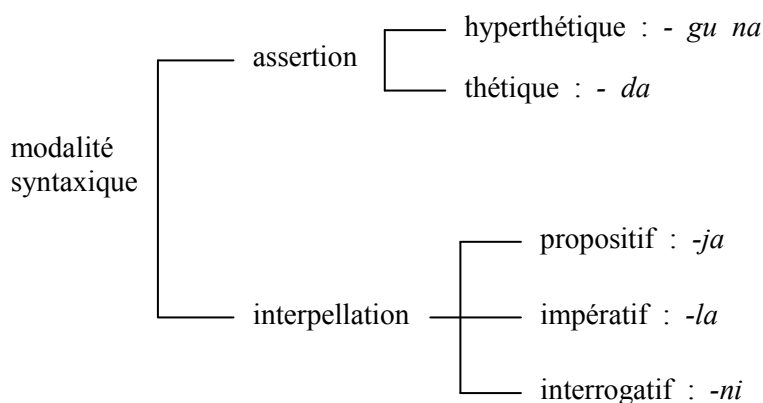 hyperthétique : - gu na
assertion
thétique : - da
modalité
syntaxique
propositif : -ja
interpellation
impératif : -la
interrogatif : -ni